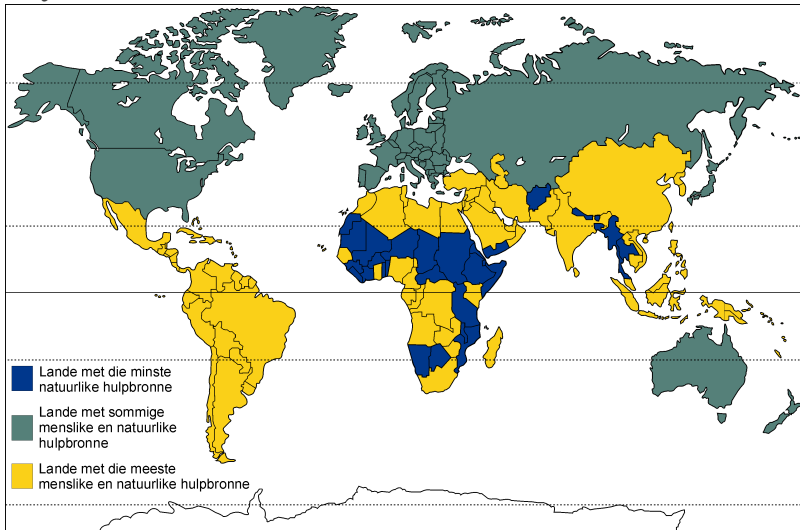 Lande met die minste
natuurlike hulpbronne
Lande met sommige
menslike en natuurlike
hulpbronne
Lande met die meeste
menslike en natuurlike hulpbronne